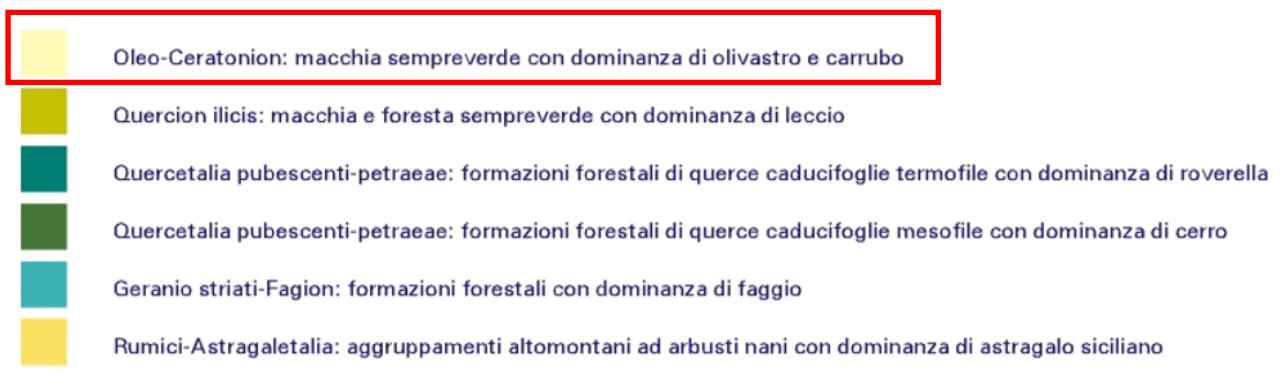 Oleo-Ceratonion: macchia sempreverde con dominanza di olivastro e carrubo
Quercion ilicis: macchia e foresta sempreverde con dominanza di leccio
Quercetalia pubescenti-petraeae: formazioni forestali di querce caducifoglie termofile con dominanza di roverella
Quercetalia pubescenti-petraeae: formazioni forestali di querce caducifoglie mesofile con dominanza di cerro
Geranio striati-Fagion: formazioni forestali con dominanza di faggio
Rumici-Astragaletalia: aggruppamenti altomontani ad arbusti nani con dominanza di astragalo siciliano